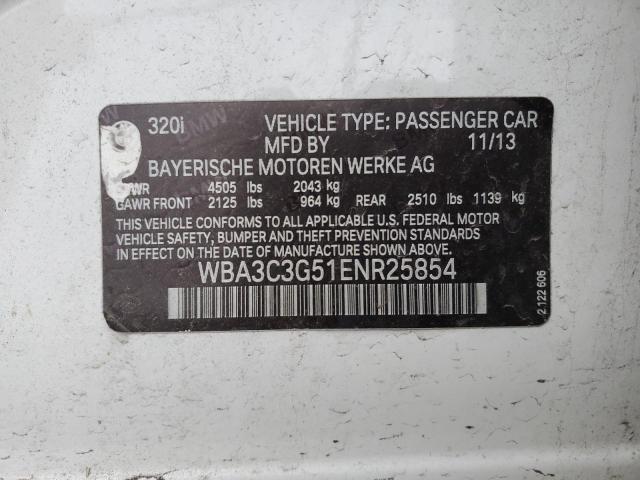 320i VEHICLE TYPE: PASSENGER CAR
MFD BY 11/13
BAYERISCHE MOTOREN WERKE AG
4505 lbs 2043 kg
GAWR FRONT 2125 lbs 964 kg REAR 2510 lbs 1139 kg
THIS VEHICLE CONFORMS TO ALL APPLICABLE U.S. FEDERAL MOTOR
VEHICLE SAFETY, BUMPER AND THEFT PREVENTION STANDARDS
IN EFFECT ON THE DATE OF MANUFACTURE SHOWN ABOVE.
WBA3C3G51ENR25854
2 122 606